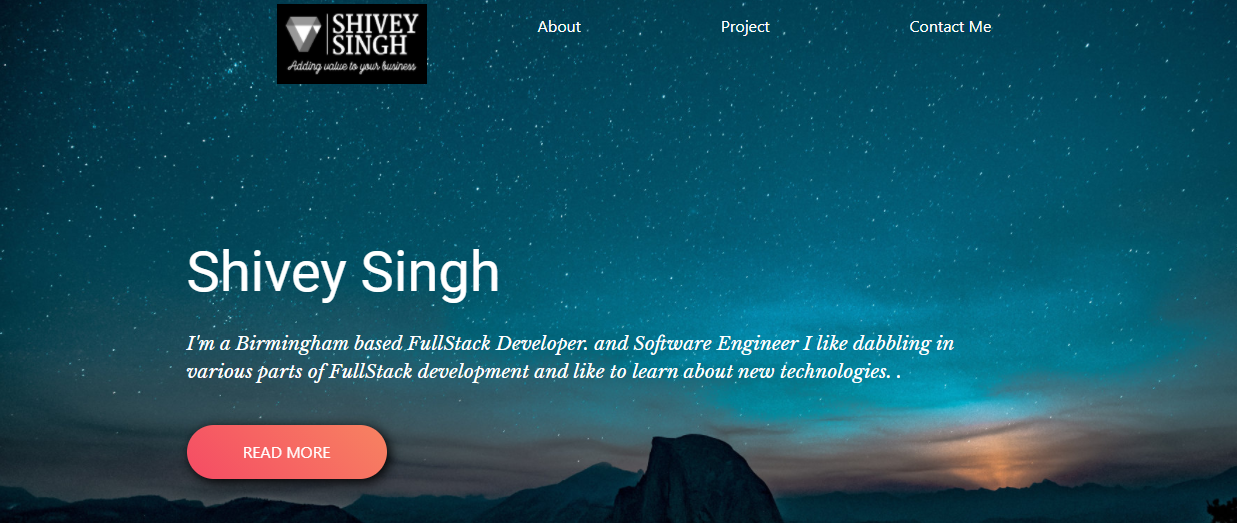 SHIVEY
SINGH
Adding value to your business
About
Project
Contact Me
Shivey Singh
I'm a Birmingham based FullStack Developer. and Software Engineer I like dabbling in
various parts of FullStack development and like to learn about new technologies. .
READ MORE